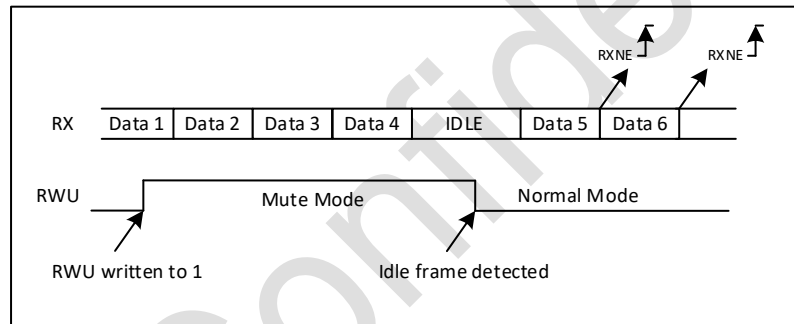 RXNE RXNE
RX Data 1 Data 2 Data 3 Data 4 IDLE Data 5 Data 6
RWU Mute Mode Normal Mode
RWU written to 1 Idle frame detected